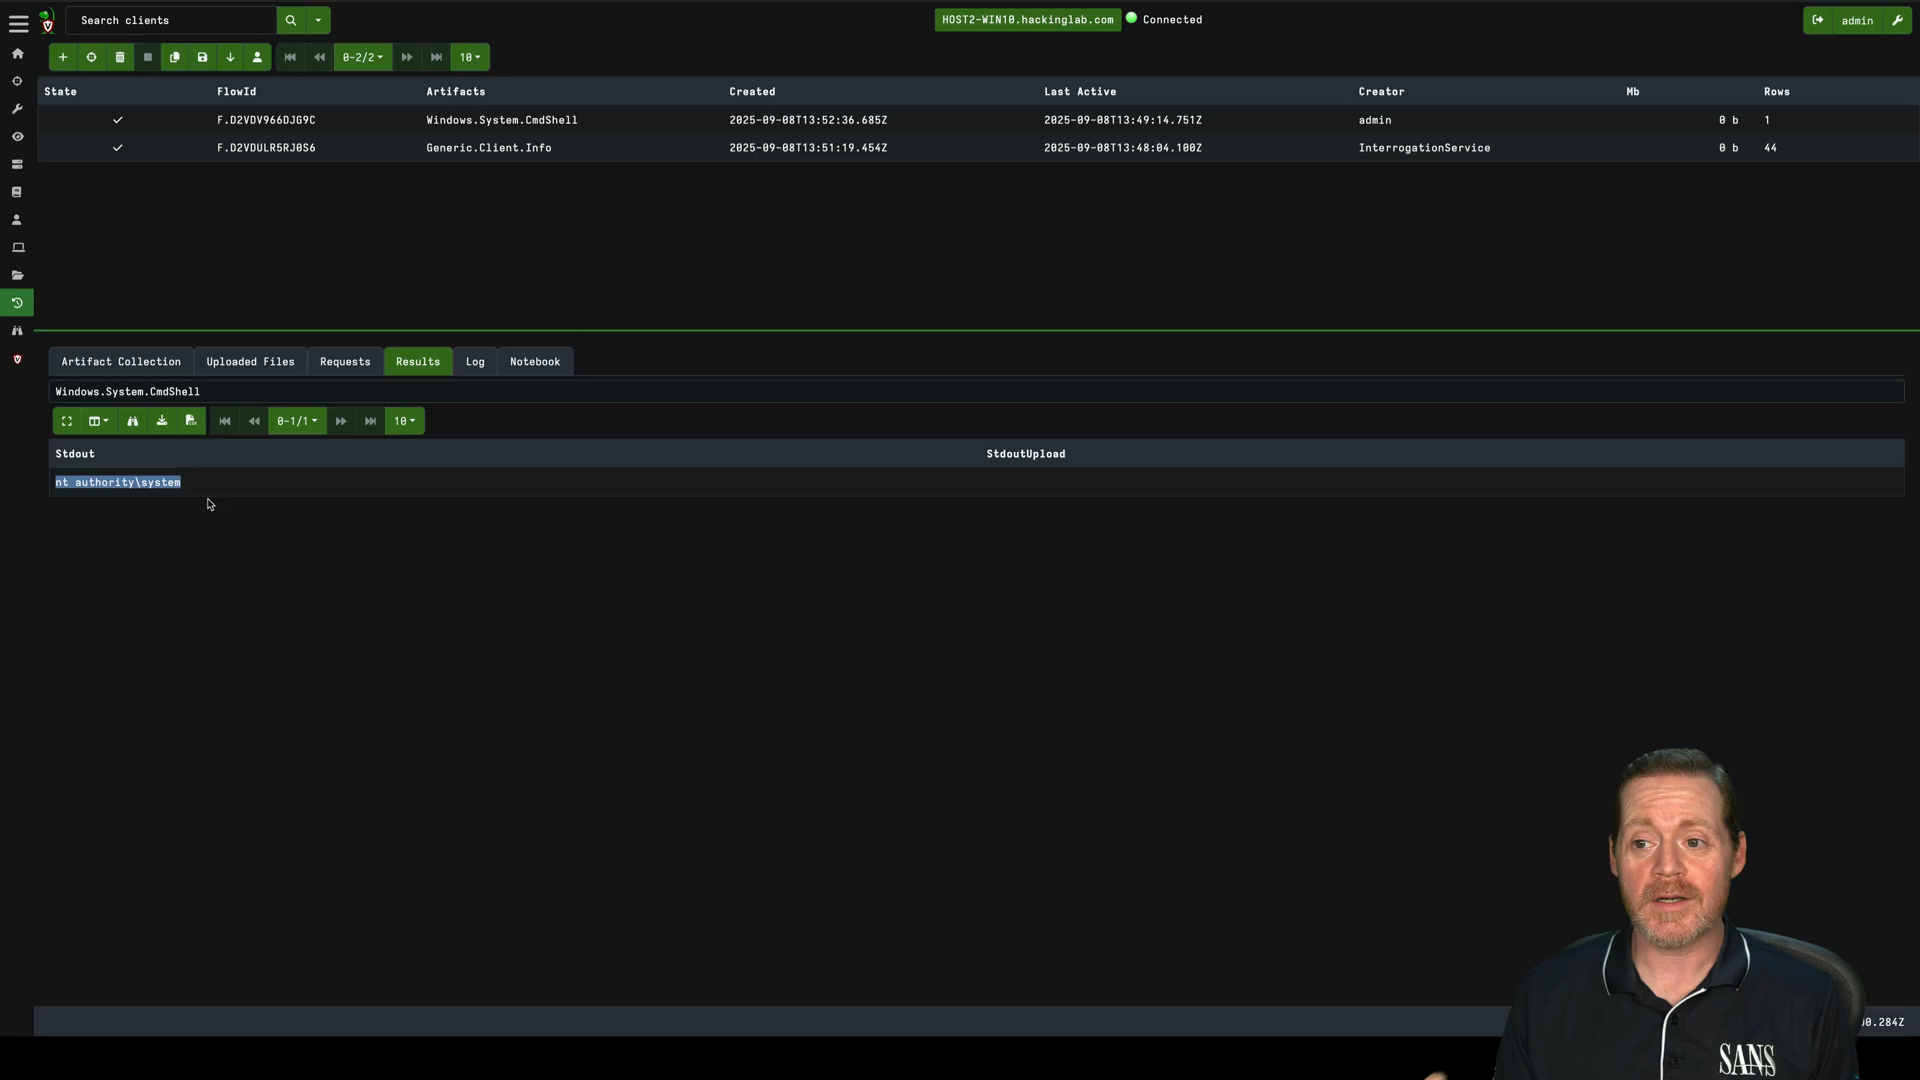 Search clients
HOST2-WIN10.hackinglab.com Connected
admin
0-2/2 10
State FlowId Artifacts Created Last Active Creator Mb Rows
F.D2VDV966DJG9C Windows.System.CmdShell 2025-09-08T13:52:36.685Z 2025-09-08T13:49:14.751Z admin 0 b 1
F.D2VDULR5RJ0S6 Generic.Client.Info 2025-09-08T13:51:19.454Z 2025-09-08T13:48:04.100Z InterrogationService 0 b 44
Artifact Collection Uploaded Files Requests Results Log Notebook
Windows.System.CmdShell
0-1/1 10
Stdout StdoutUpload
nt authority\system
0.284Z
SANS